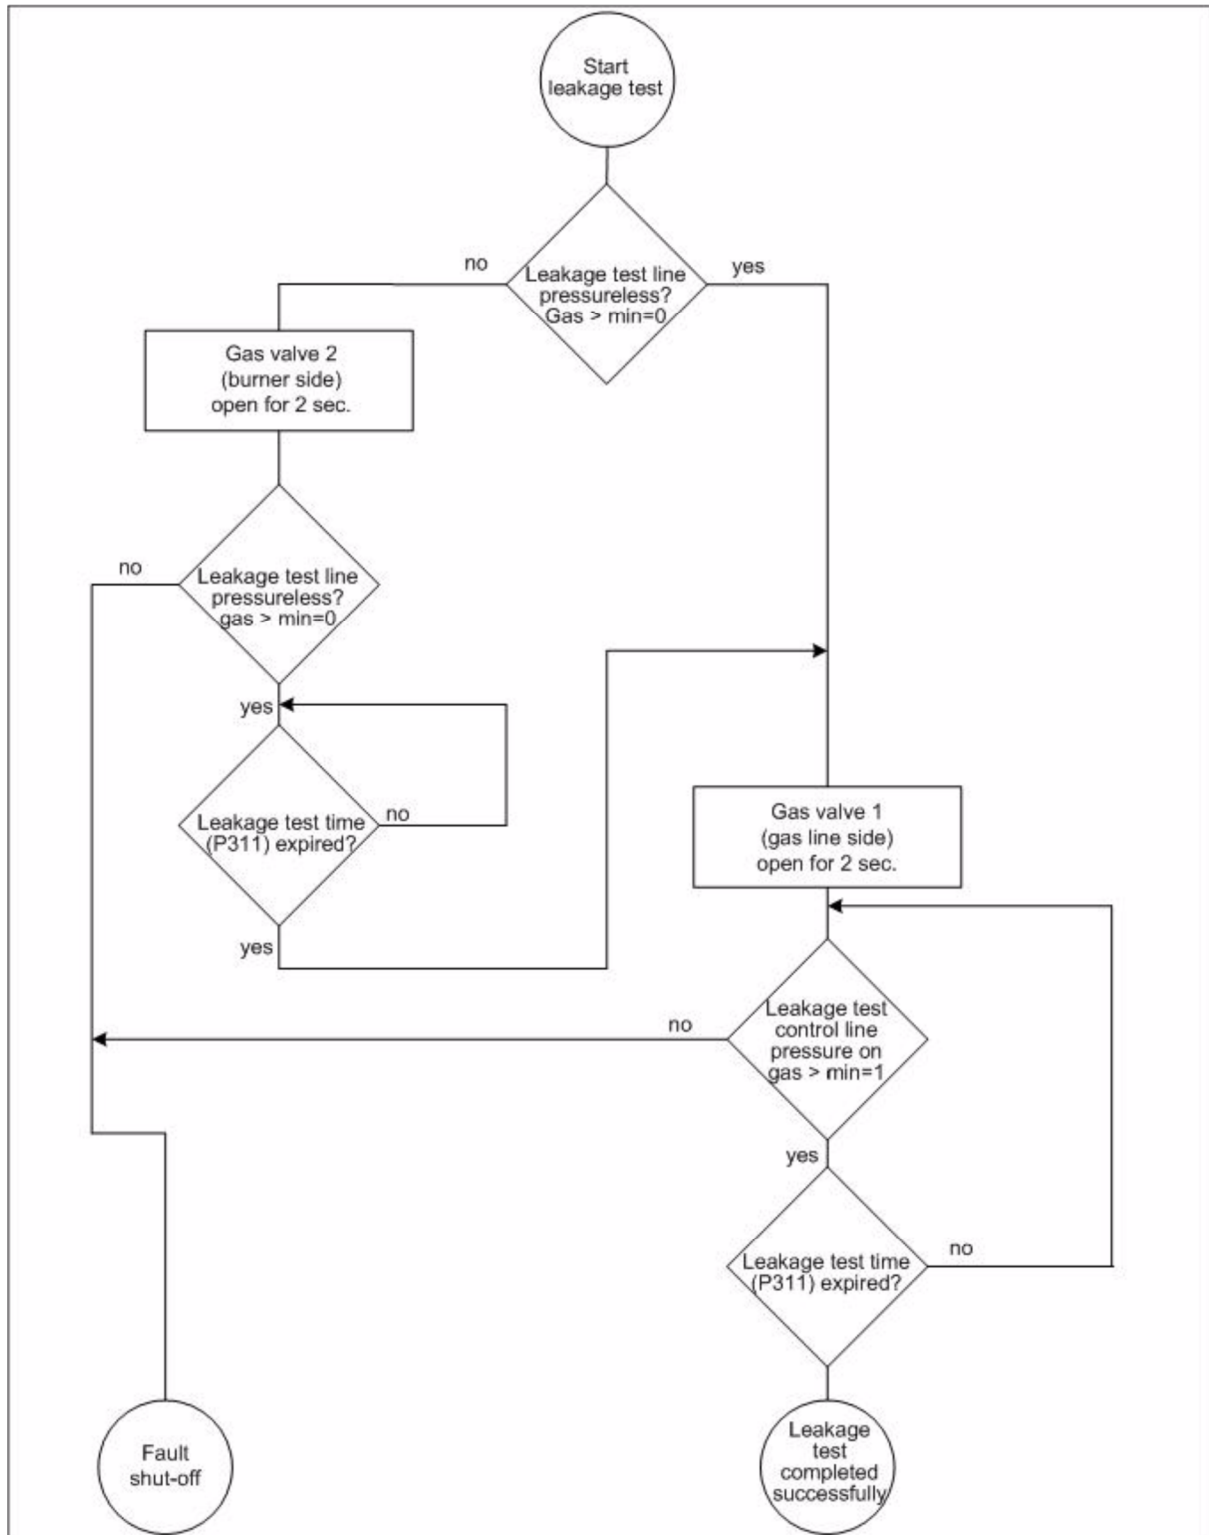 Start
leakage test
no
Leakage test line
pressureless?
Gas > min=0
yes
Gas valve 2
(burner side)
open for 2 sec.
no
Leakage test line
pressureless?
gas > min=0
yes
Leakage test time
(P311) expired?
no
yes
Gas valve 1
(gas line side)
open for 2 sec.
no
Leakage test
control line
pressure on
gas > min=1
yes
Leakage test time
(P311) expired?
no
Fault
shut-off
Leakage
test
completed
successfully